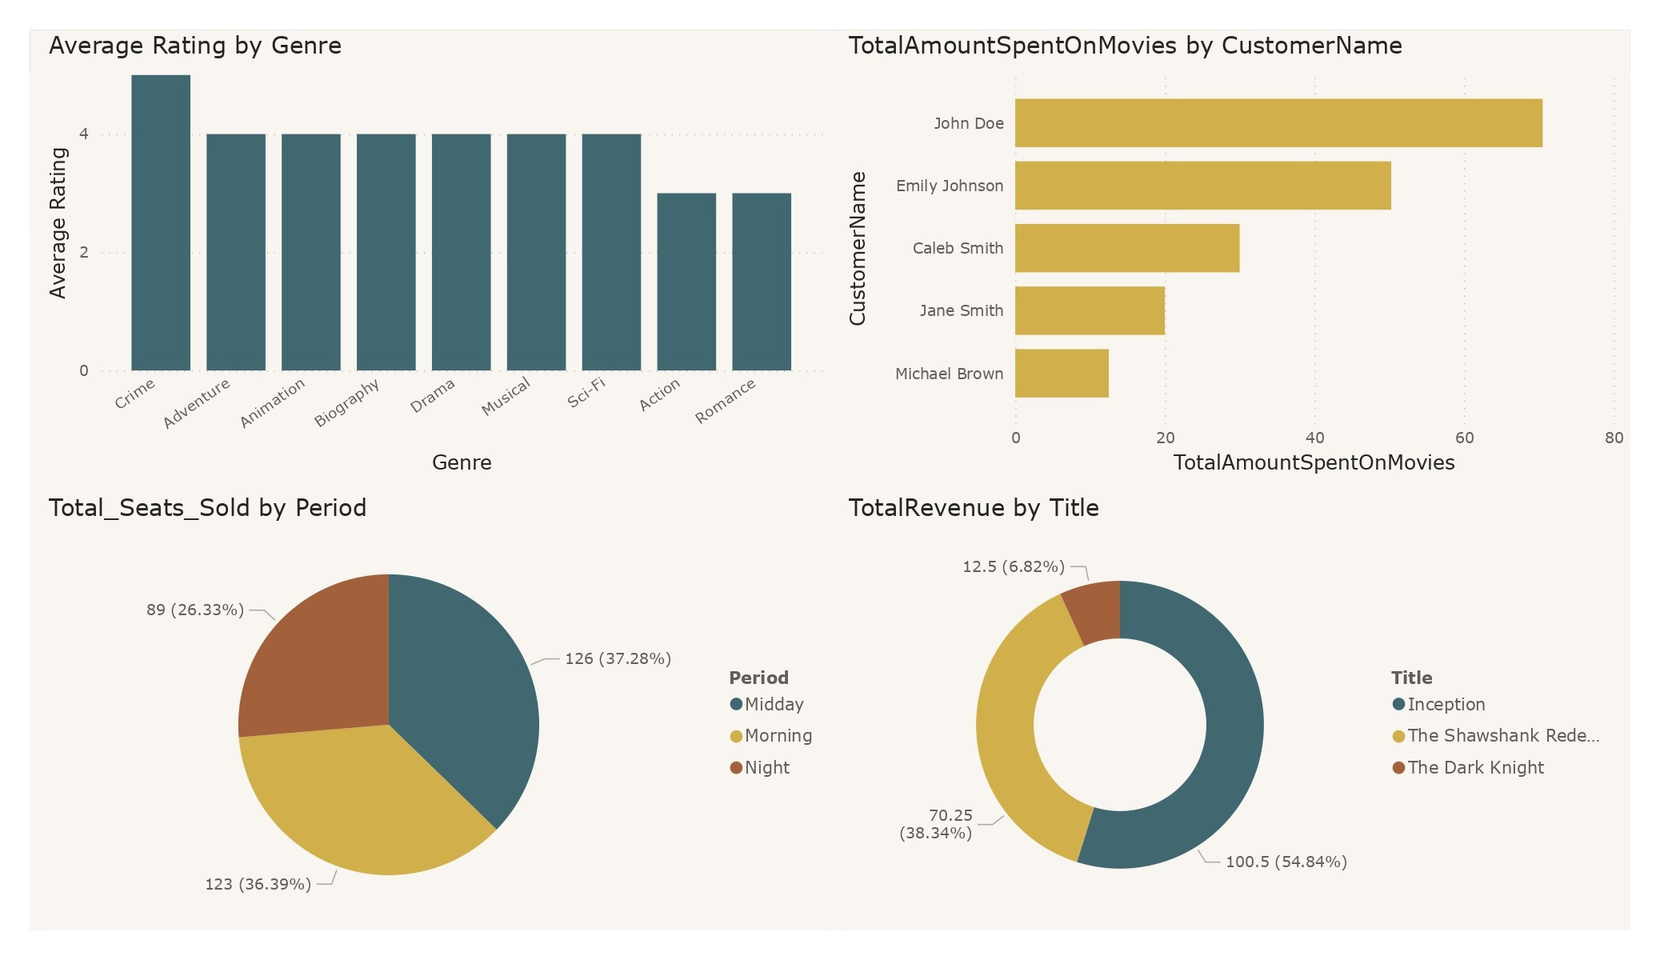 Average Rating by Genre
Average Rating
4
2
0
Crime
Adventure
Animation
Biography
Drama
Musical
Sci-Fi
Action
Romance
Genre
TotalAmountSpentOnMovies by CustomerName
CustomerName
John Doe
Emily Johnson
Caleb Smith
Jane Smith
Michael Brown
0 20 40 60 80
TotalAmountSpentOnMovies
Total_Seats_Sold by Period
89 (26.33%)
126 (37.28%)
123 (36.39%)
Period
Midday
Morning
Night
TotalRevenue by Title
12.5 (6.82%)
70.25
(38.34%)
100.5 (54.84%)
Title
Inception
The Shawshank Rede...
The Dark Knight